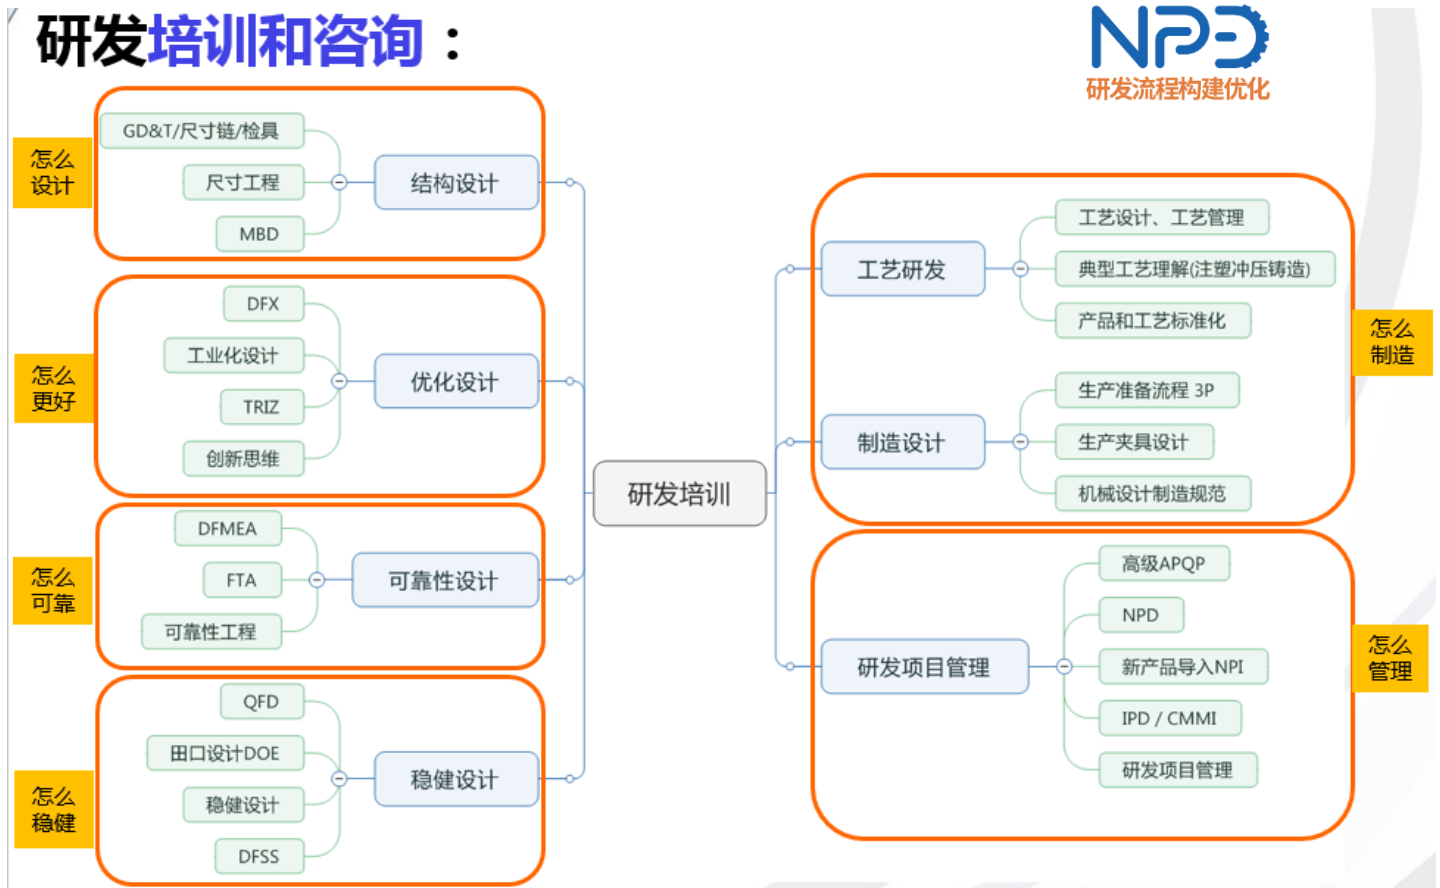 研发培训和咨询：
NPD
研发流程构建优化
怎么
设计
GD&T/尺寸链/检具
尺寸工程
MBD
结构设计
怎么
更好
DFX
工业化设计
TRIZ
创新思维
优化设计
怎么
可靠
DFMEA
FTA
可靠性工程
可靠性设计
怎么
稳健
QFD
田口设计DOE
稳健设计
DFSS
稳健设计
研发培训
工艺研发
工艺设计、工艺管理
典型工艺理解(注塑冲压铸造)
产品和工艺标准化
制造设计
生产准备流程 3P
生产夹具设计
机械设计制造规范
怎么
制造
研发项目管理
高级APQP
NPD
新产品导入NPI
IPD / CMMI
研发项目管理
怎么
管理